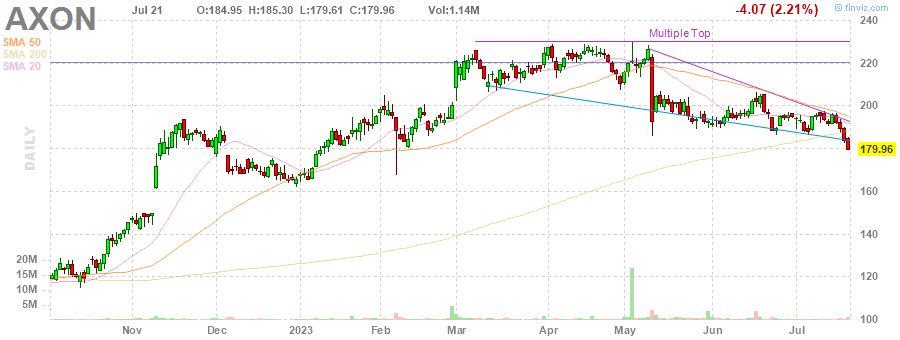 AXON Jul 21 O:184.95 H:185.30 L:179.61 C:179.96 Vol:1.14M -4.07 (2.21%)
© finviz.com
SMA 50
SMA 200
SMA 20
Multiple Top
DAILY
240
220
200
180
160
140
120
100
179.96
20M
15M
10M
5M
Nov Dec 2023 Feb Mar Apr May Jun Jul